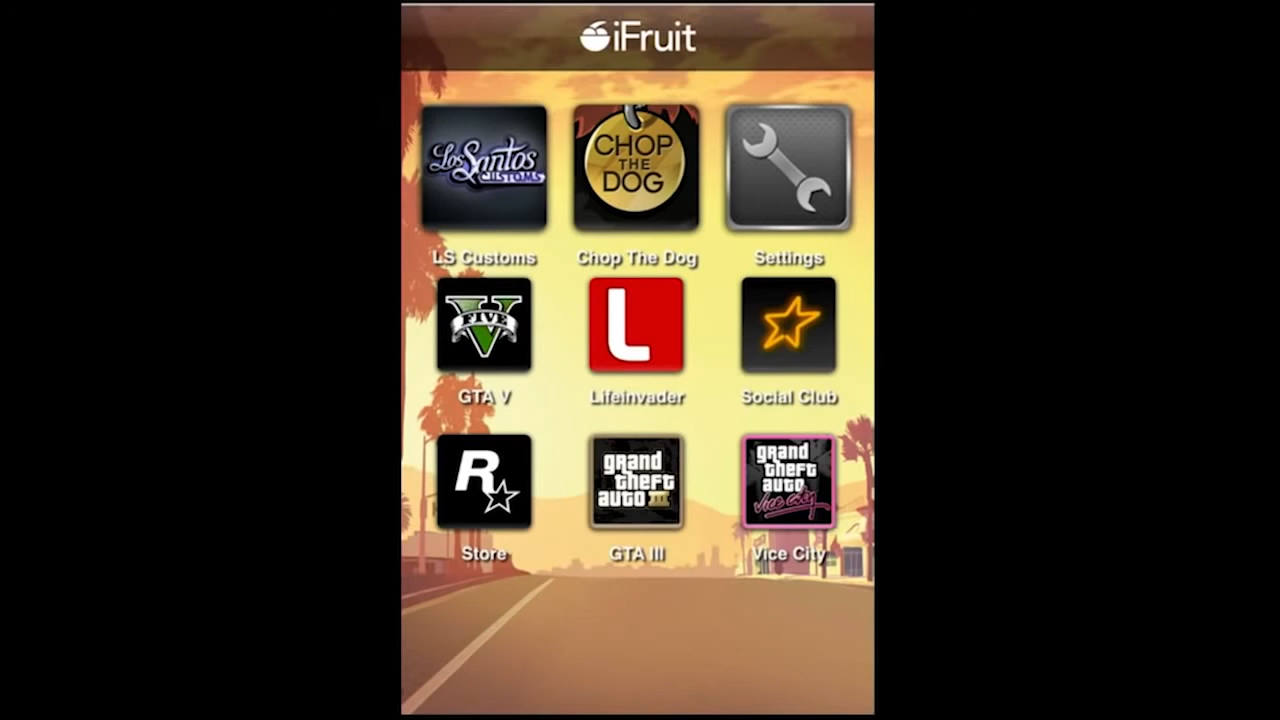 iFruit
Los Santos
CUSTOMS
CHOP
THE
DOG
LS Customs
Chop The Dog
Settings
V
FIVE
L
GTA V
Lifeinvader
Social Club
R
grand
theft
auto III
grand
theft
auto
Vice City
Store
GTA III
Vice City